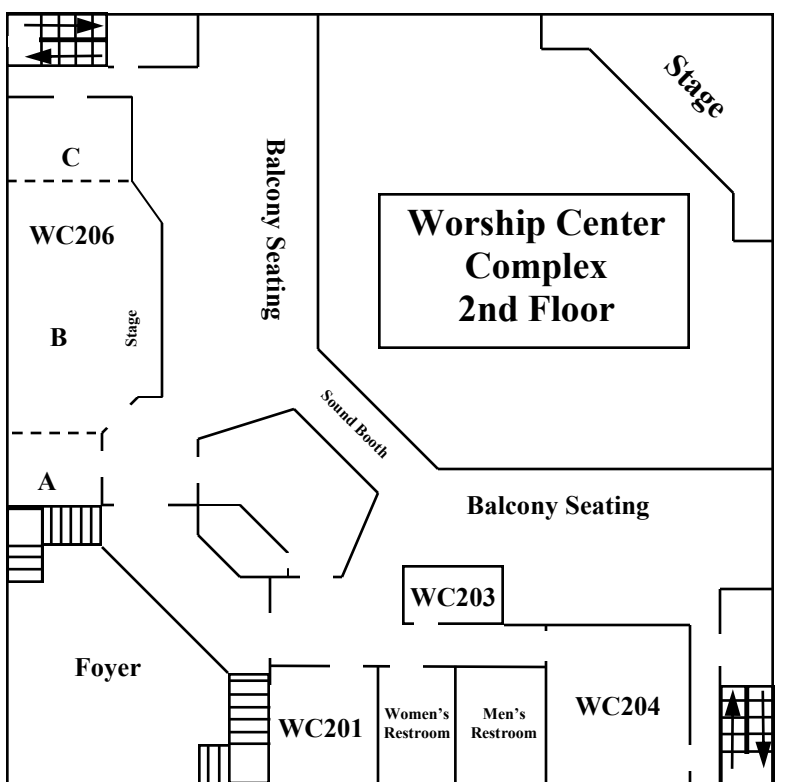 Stage
C
Balcony Seating
WC206
Worship Center
Complex
2nd Floor
B
Stage
Sound Booth
A
Balcony Seating
WC203
Foyer
WC201
Women's
Restroom
Men's
Restroom
WC204